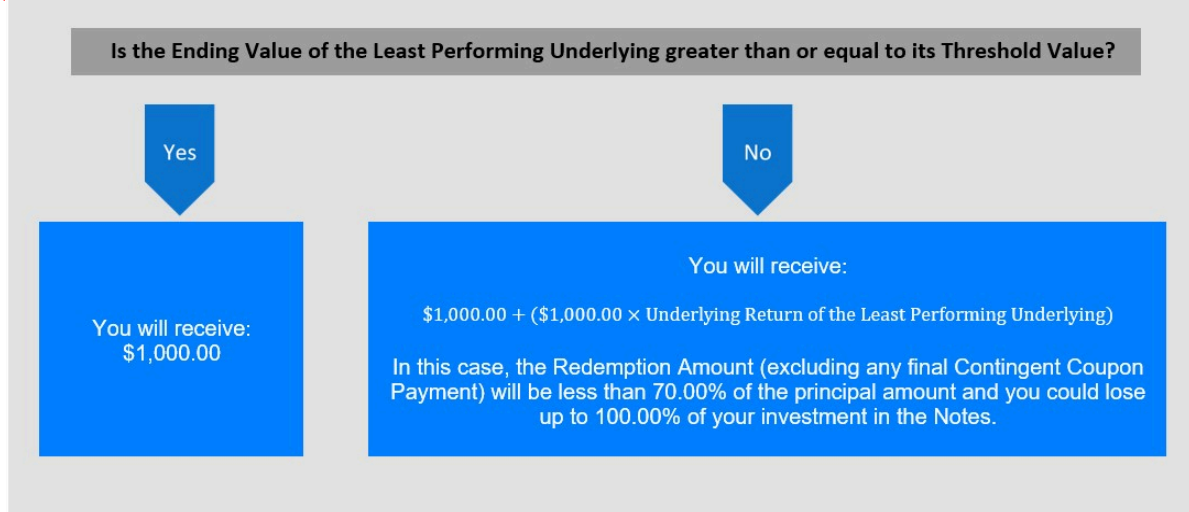 Is the Ending Value of the Least Performing Underlying greater than or equal to its Threshold Value?
Yes
No
You will receive:
$1,000.00
You will receive:
$1,000.00 + ($1,000.00 × Underlying Return of the Least Performing Underlying)
In this case, the Redemption Amount (excluding any final Contingent Coupon
Payment) will be less than 70.00% of the principal amount and you could lose
up to 100.00% of your investment in the Notes.